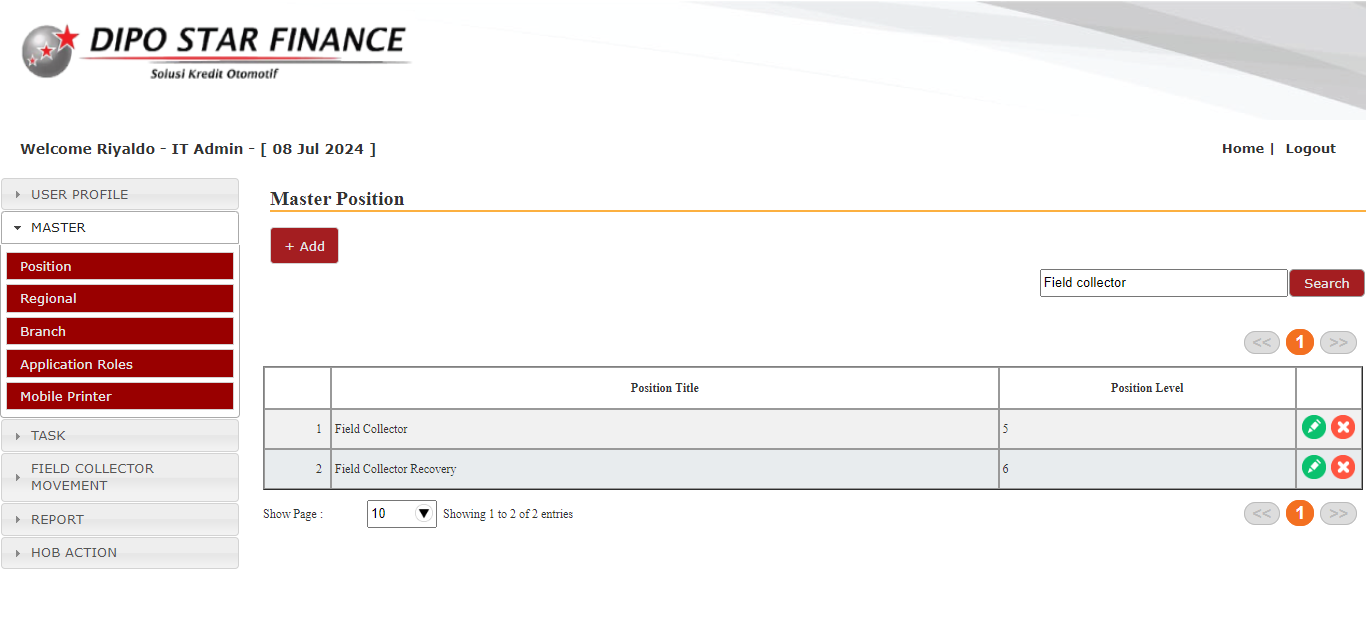 DIPO STAR FINANCE
Solusi Kredit Otomotif
Welcome Riyaldo - IT Admin - [ 08 Jul 2024 ]
Home | Logout
USER PROFILE
MASTER
Position
Regional
Branch
Application Roles
Mobile Printer
TASK
FIELD COLLECTOR
MOVEMENT
REPORT
HOB ACTION
Master Position
+ Add
Field collector Search
<< 1 >>
Position Title Position Level
1 Field Collector 5
2 Field Collector Recovery 6
Show Page : 10 Showing 1 to 2 of 2 entries << 1 >>